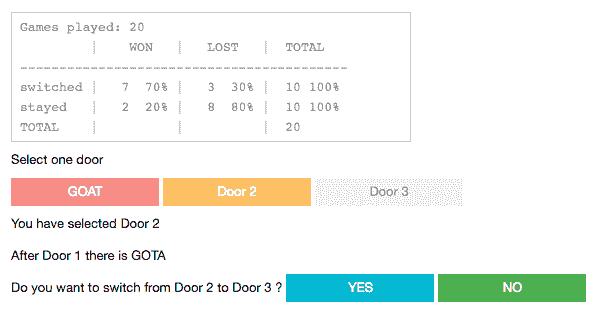 Games played: 20
| WON | LOST | TOTAL
------------------------------------------
switched | 7 70% | 3 30% | 10 100%
stayed | 2 20% | 8 80% | 10 100%
TOTAL | | | 20
Select one door
GOAT Door 2 Door 3
You have selected Door 2
After Door 1 there is GOTA
Do you want to switch from Door 2 to Door 3 ? YES NO